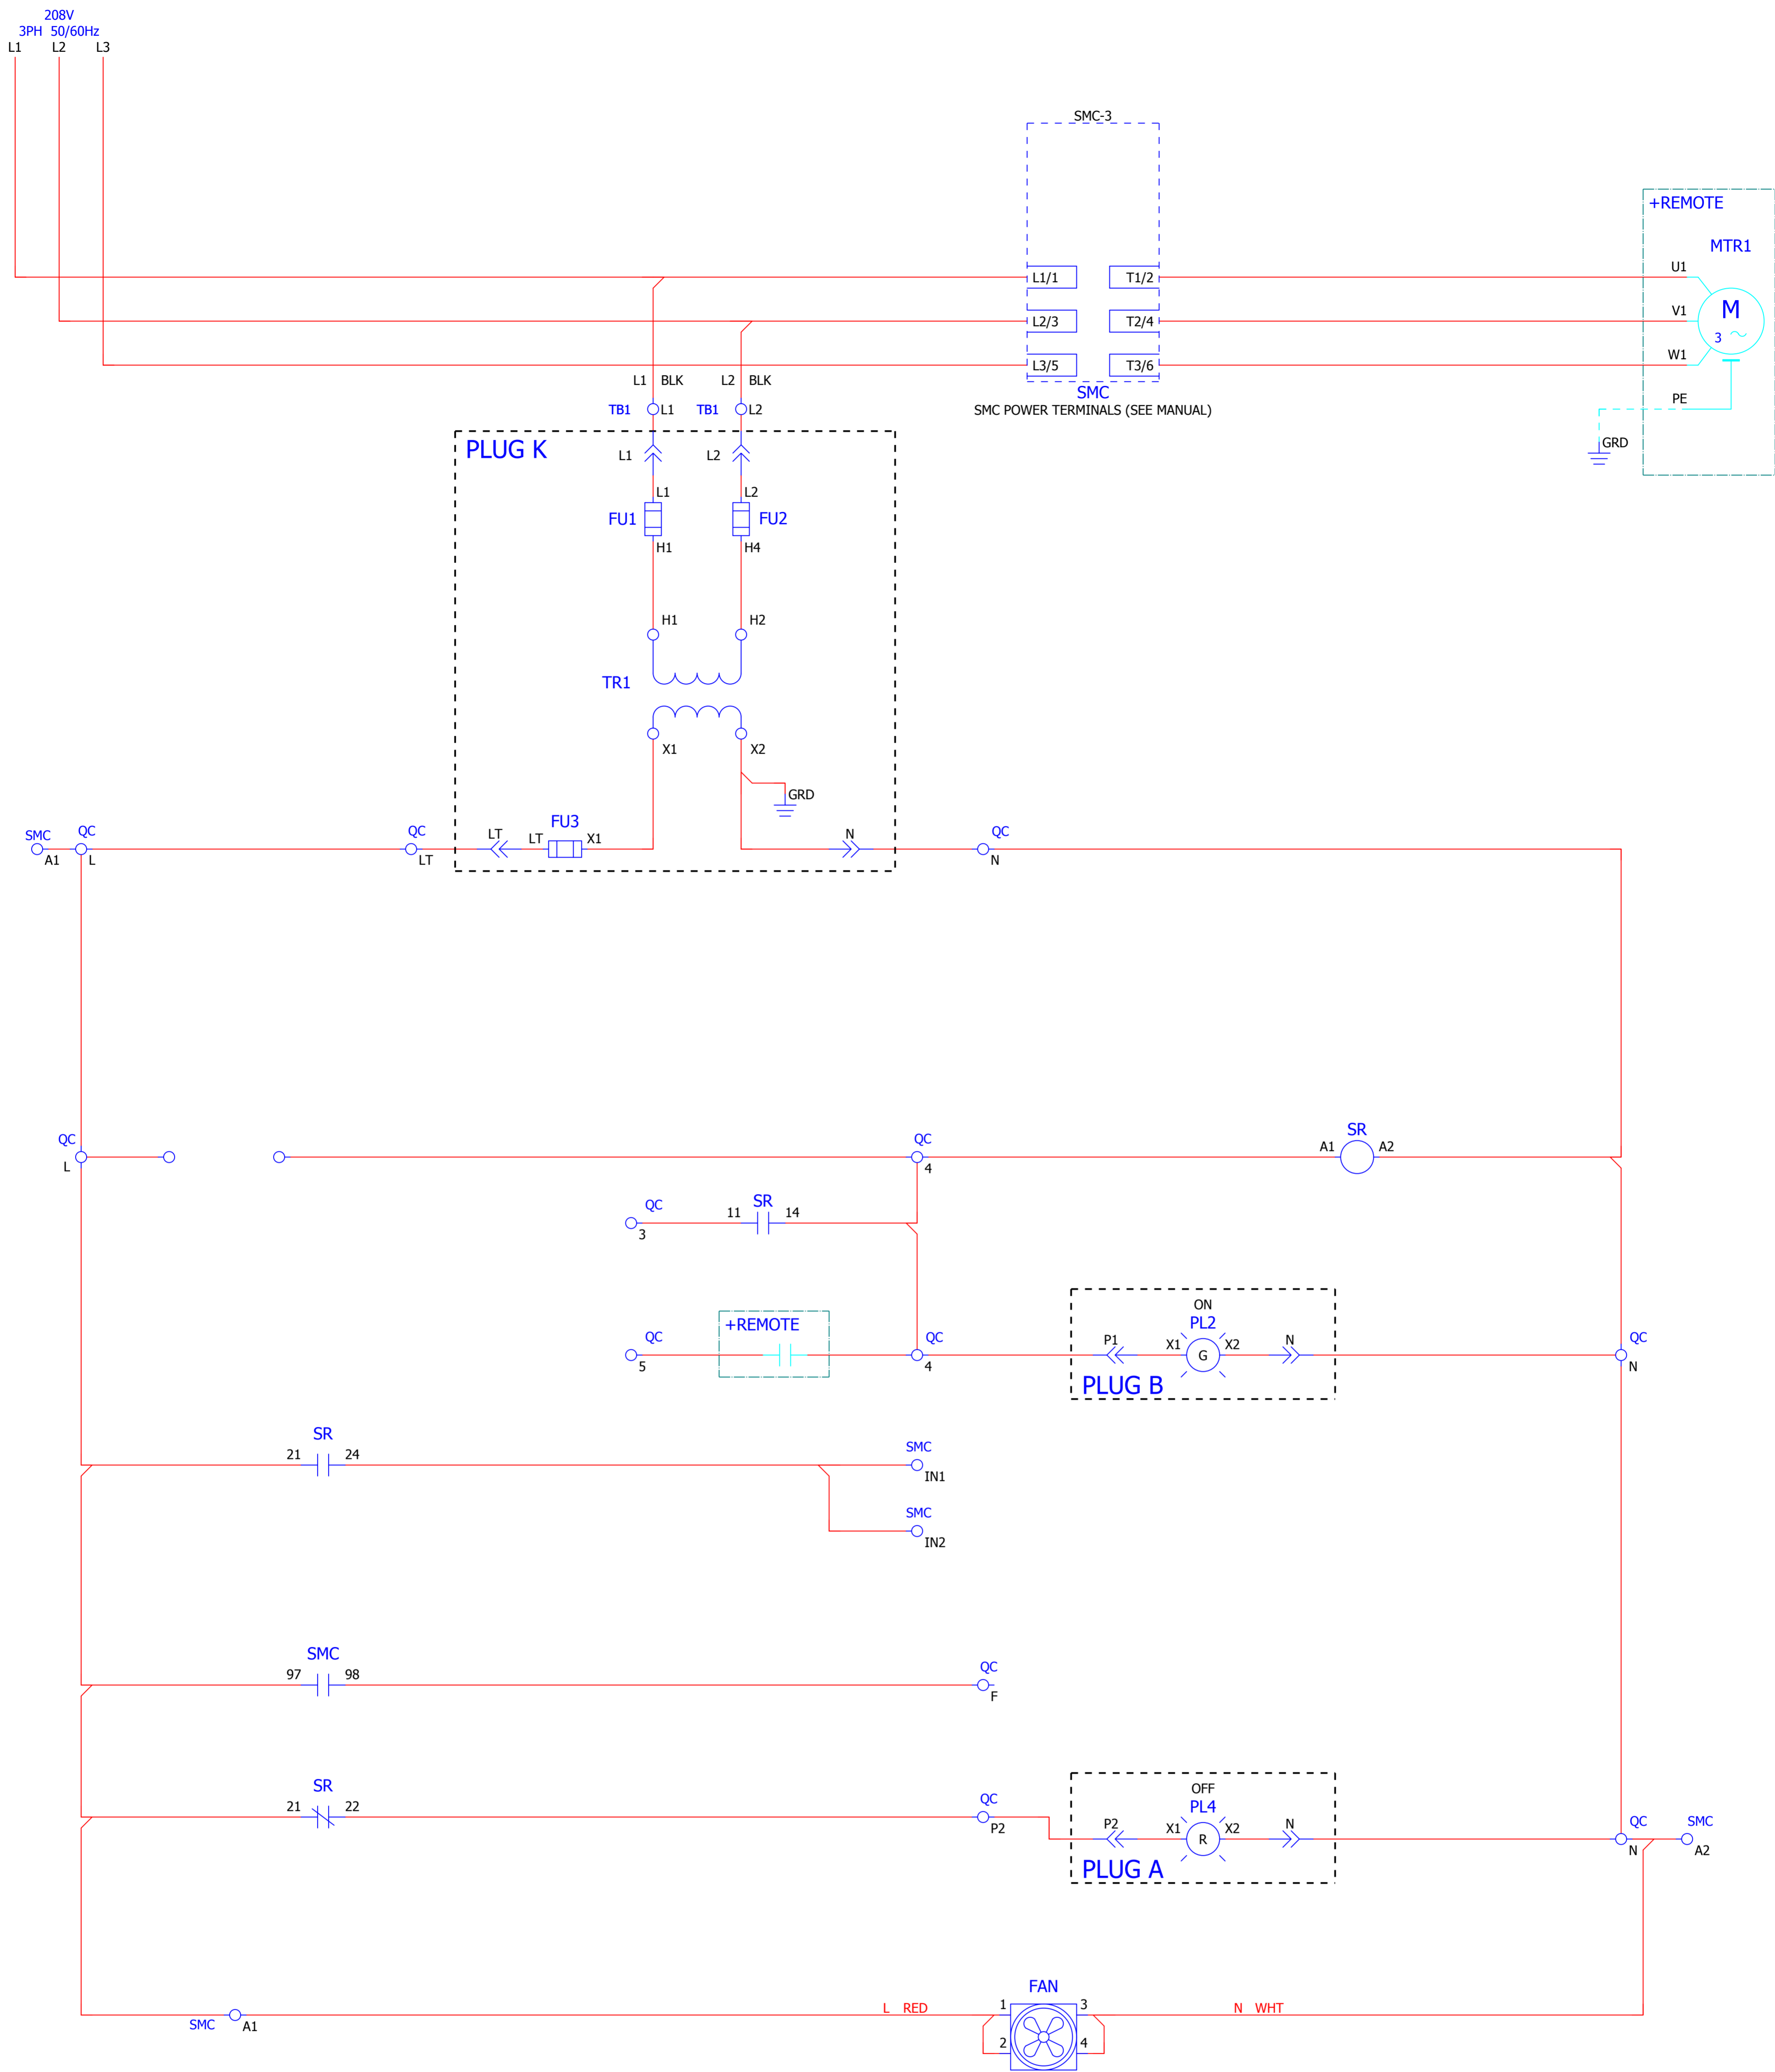 208V
3PH 50/60Hz
L1 L2 L3
SMC-3
+REMOTE
MTR1
U1
L1/1 T1/2
M
3
V1
L2/3 T2/4
W1
L3/5 T3/6
L1 BLK L2 BLK
SMC
PE
TB1 L1 TB1 L2
SMC POWER TERMINALS (SEE MANUAL)
GRD
PLUG K
L1 L2
L1 L2
FU1 FU2
H1 H4
H1 H2
TR1
X1 X2
GRD
FU3
SMC QC QC LT LT X1 N QC
A1 L LT N
QC QC SR
A1 A2
L 4
QC SR
11 14
3
ON
+REMOTE PL2
QC QC P1 X1 G X2 N QC
5 4 N
PLUG B
SR SMC
21 24
IN1
SMC
IN2
SMC QC
97 98
F
SR OFF
QC PL4
21 22
P2
P2 X1 R X2 N QC SMC
N A2
PLUG A
FAN
L RED 1 3 N WHT
SMC A1
2 4